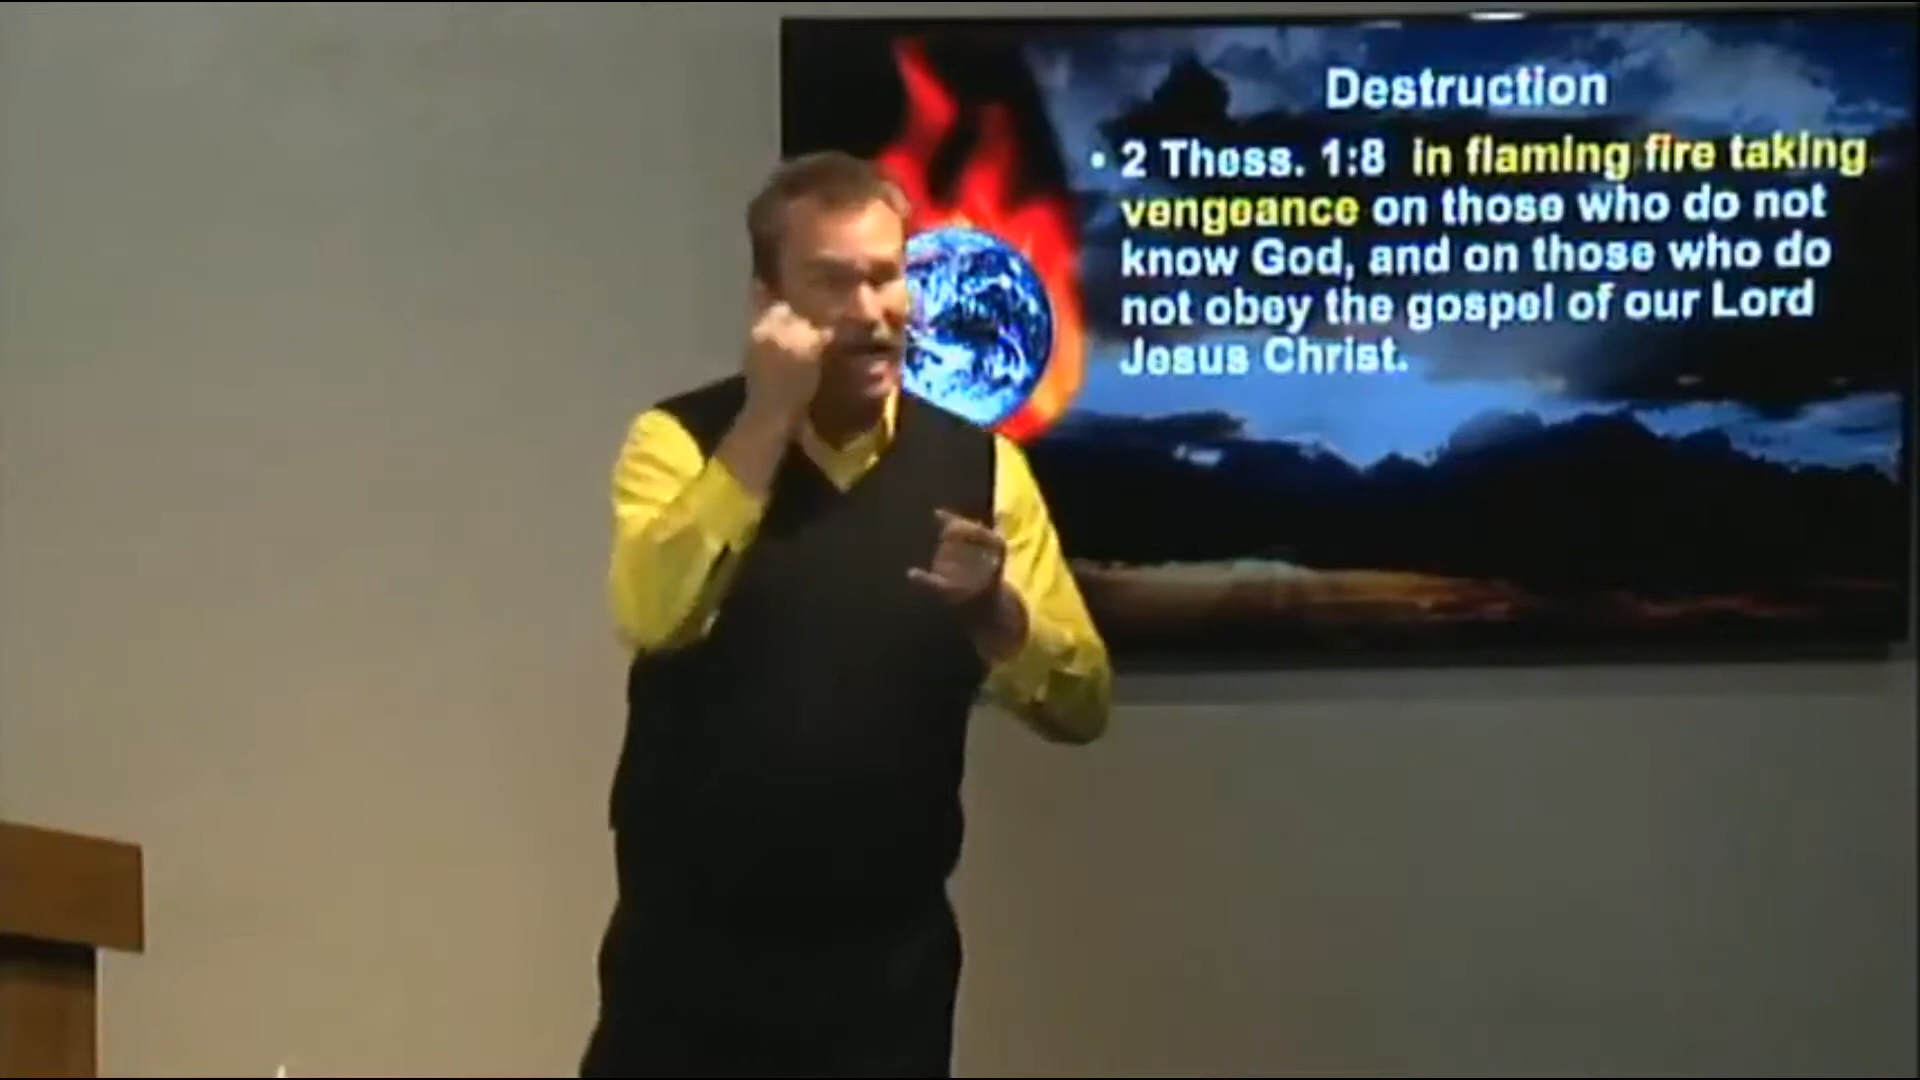 Destruction
• 2 Thess. 1:8 in flaming fire taking
vengeance on those who do not
know God, and on those who do
not obey the gospel of our Lord
Jesus Christ.